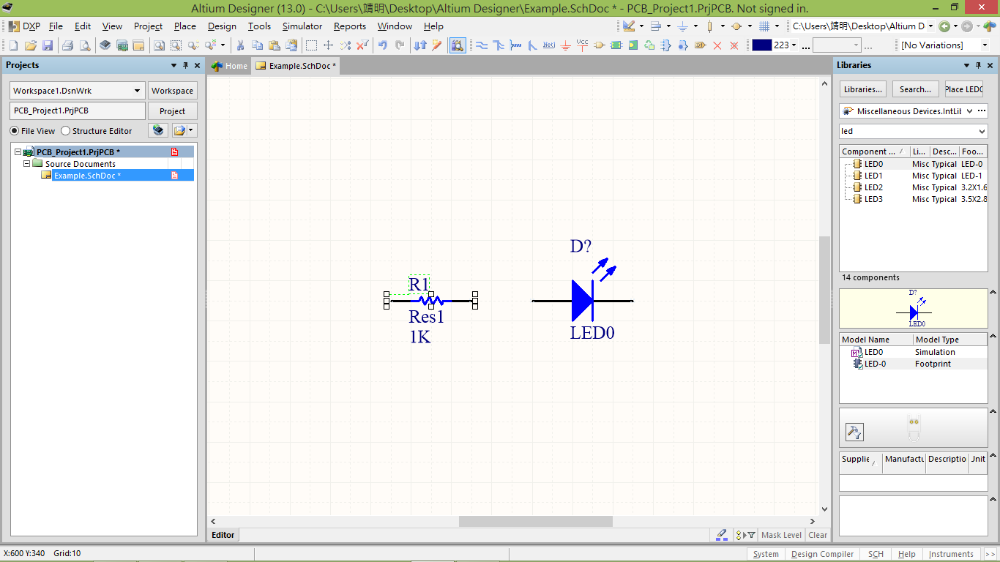 Altium Designer (13.0) - C:\Users\靖明\Desktop\Altium Designer\Example.SchDoc * - PCB_Project1.PrjPCB. Not signed in.
DXP File Edit View Project Place Design Tools Simulator Reports Window Help C:\Users\靖明\Desktop\Altium D
Net Vcc 223 ... [No Variations]
Projects
Workspace1.DsnWrk Workspace
PCB_Project1.PrjPCB Project
File View Structure Editor
PCB_Project1.PrjPCB *
Source Documents
Example.SchDoc *
Home Example.SchDoc *
R1
Res1
1K
D?
LED0
Editor Mask Level Clear
Libraries
Libraries... Search... Place LED0
Miscellaneous Devices.IntLib ...
led
Component ... Li... Desc... Foo...
LED0 Misc Typical LED-0
LED1 Misc Typical LED-1
LED2 Misc Typical 3.2X1.6
LED3 Misc Typical 3.5X2.8
14 components
D?
LED0
Model Name Model Type
LED0 Simulation
LED-0 Footprint
Supplie Manufactu Descriptio Unit
X:600 Y:340 Grid:10
System Design Compiler SCH Help Instruments >>